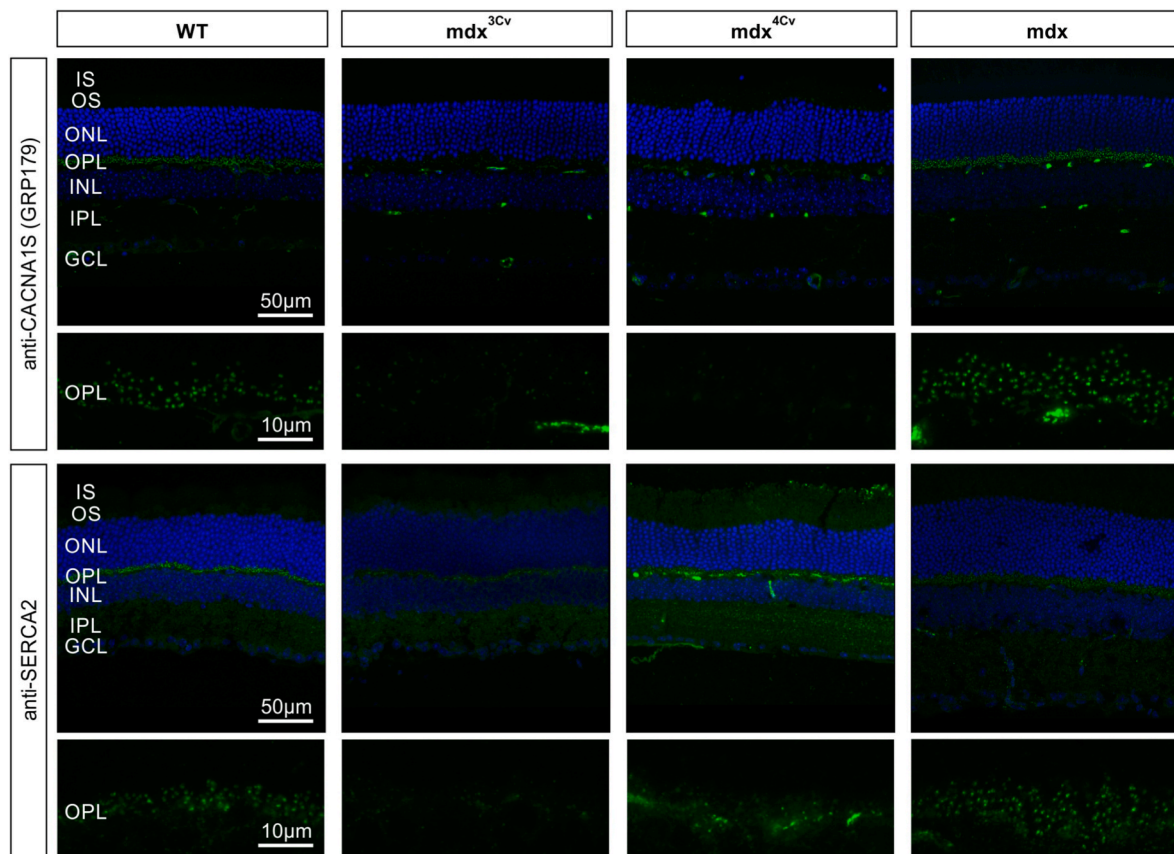 WT
mdx3Cv
mdx4Cv
mdx
anti-CACNA1S (GRP179)
IS
OS
ONL
OPL
INL
IPL
GCL
50µm
OPL
10µm
anti-SERCA2
IS
OS
ONL
OPL
INL
IPL
GCL
50µm
OPL
10µm